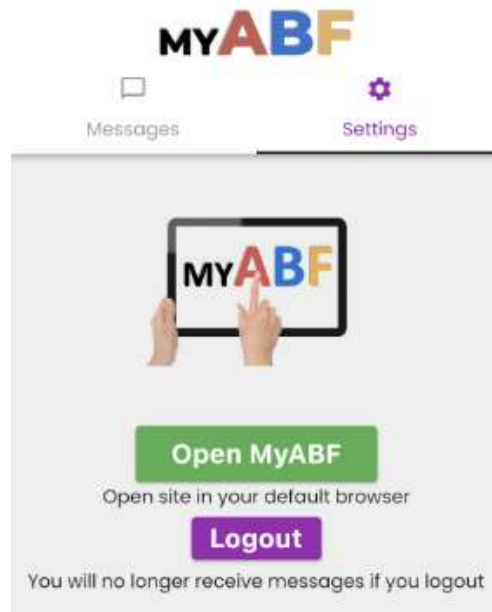 MYABF
Messages
Settings
MYABF
Open MyABF
Open site in your default browser
Logout
You will no longer receive messages if you logout